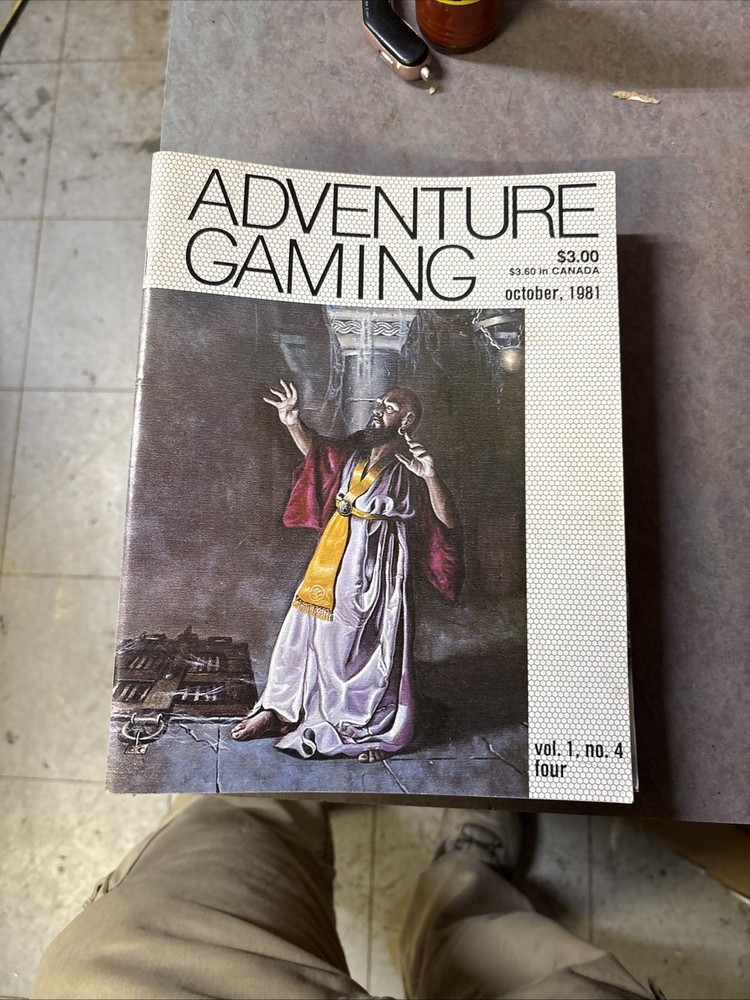 ADVENTURE
GAMING
$3.00
$3.60 in CANADA
october, 1981
vol. 1, no. 4
four